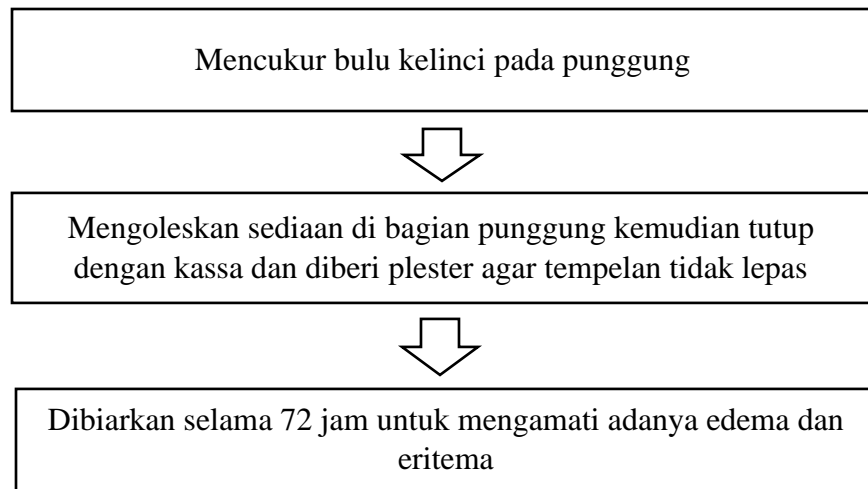 Mencukur bulu kelinci pada punggung
Mengoleskan sediaan di bagian punggung kemudian tutup
dengan kassa dan diberi plester agar tempelan tidak lepas
Dibiarkan selama 72 jam untuk mengamati adanya edema dan
eritema